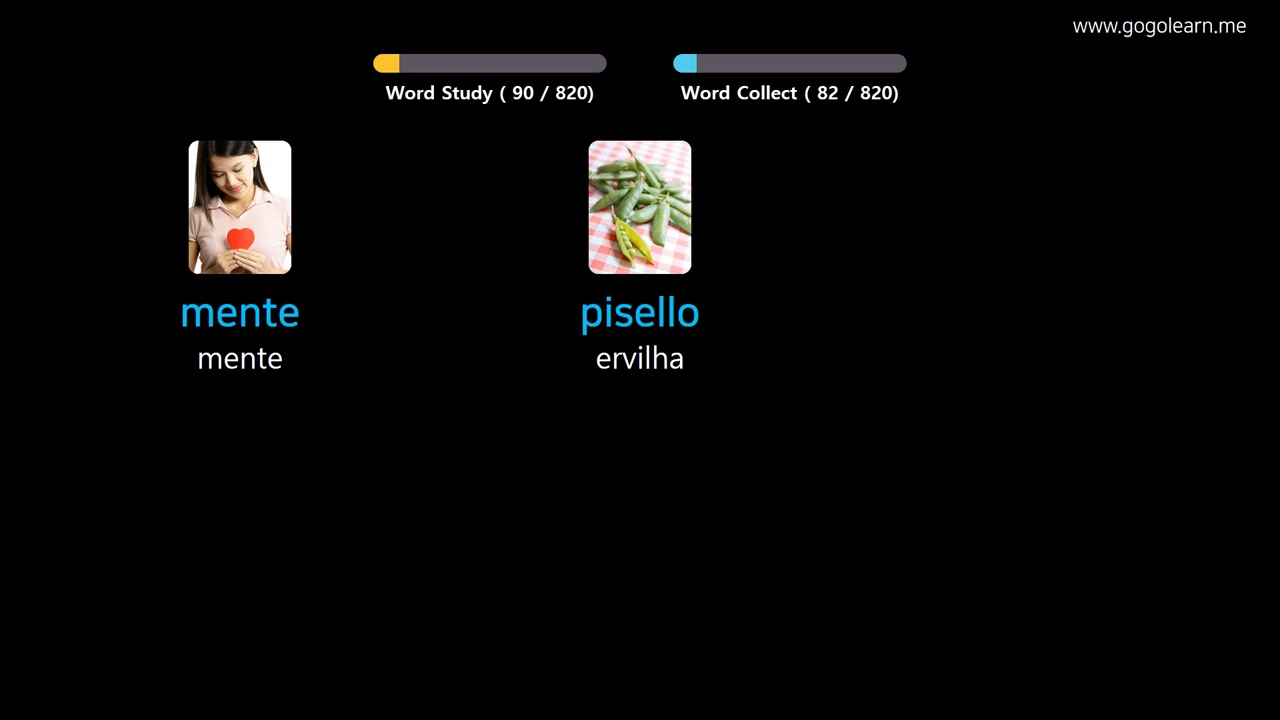 www.gogolearn.me
Word Study ( 90 / 820)
Word Collect ( 82 / 820)
mente
mente
pisello
ervilha